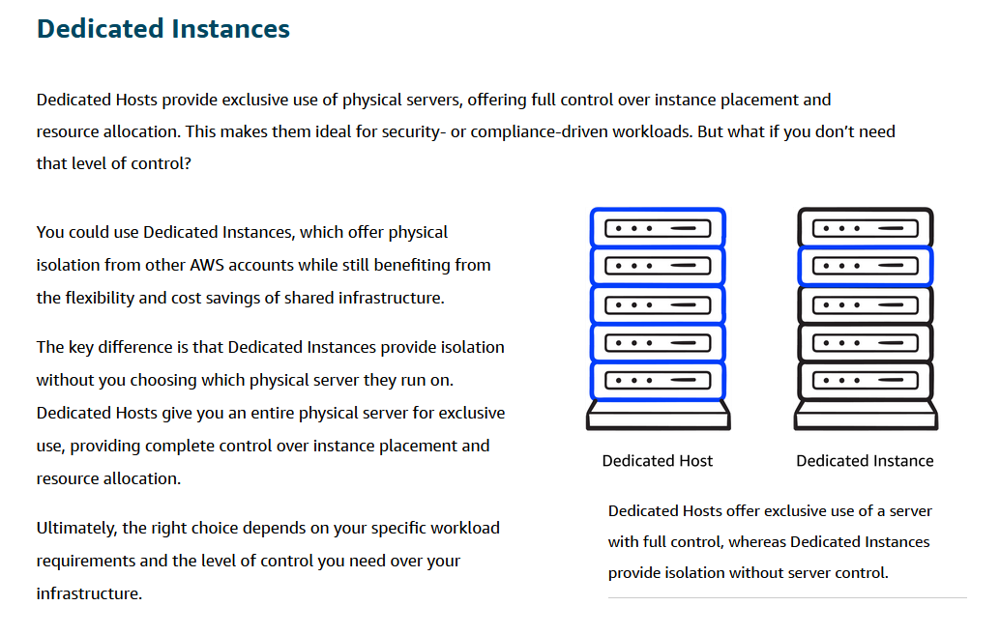 Dedicated Instances
Dedicated Hosts provide exclusive use of physical servers, offering full control over instance placement and
resource allocation. This makes them ideal for security- or compliance-driven workloads. But what if you don’t need
that level of control?
You could use Dedicated Instances, which offer physical
isolation from other AWS accounts while still benefiting from
the flexibility and cost savings of shared infrastructure.
The key difference is that Dedicated Instances provide isolation
without you choosing which physical server they run on.
Dedicated Hosts give you an entire physical server for exclusive
use, providing complete control over instance placement and
resource allocation.
Ultimately, the right choice depends on your specific workload
requirements and the level of control you need over your
infrastructure.
Dedicated Host
Dedicated Instance
Dedicated Hosts offer exclusive use of a server
with full control, whereas Dedicated Instances
provide isolation without server control.